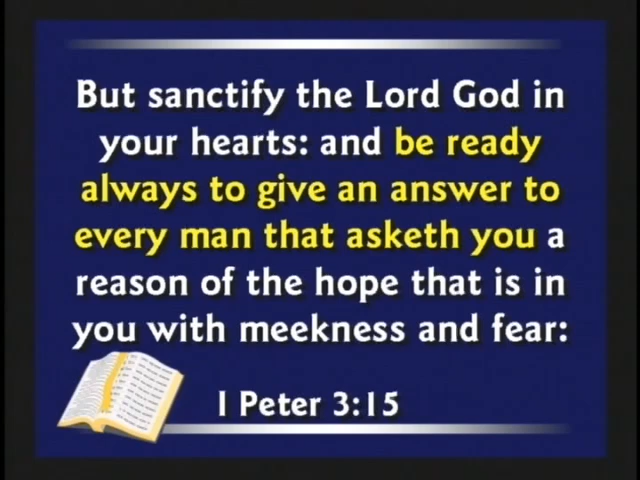 But sanctify the Lord God in
your hearts: and be ready
always to give an answer to
every man that asketh you a
reason of the hope that is in
you with meekness and fear:
I Peter 3:15